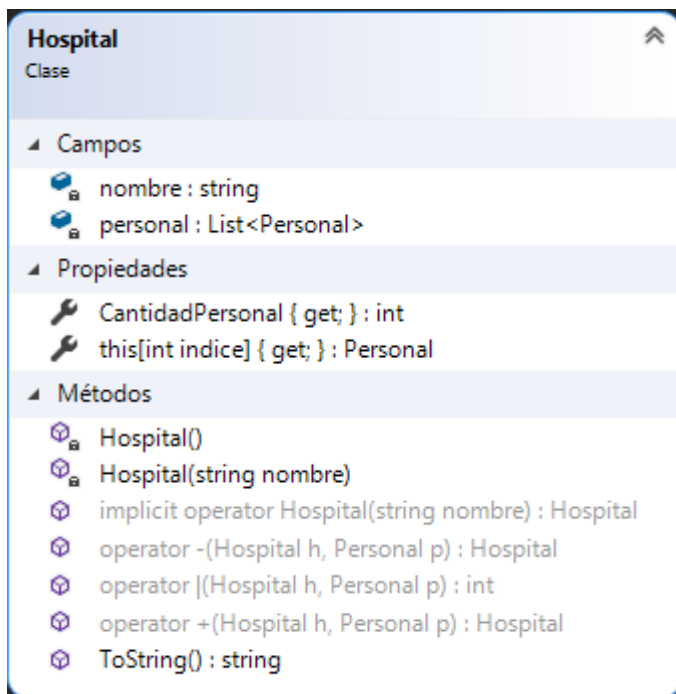 Hospital
Clase
Campos
nombre : string
personal : List<Personal>
Propiedades
CantidadPersonal { get; } : int
this[int indice] { get; } : Personal
Métodos
Hospital()
Hospital(string nombre)
implicit operator Hospital(string nombre) : Hospital
operator -(Hospital h, Personal p) : Hospital
operator |(Hospital h, Personal p) : int
operator +(Hospital h, Personal p) : Hospital
ToString() : string